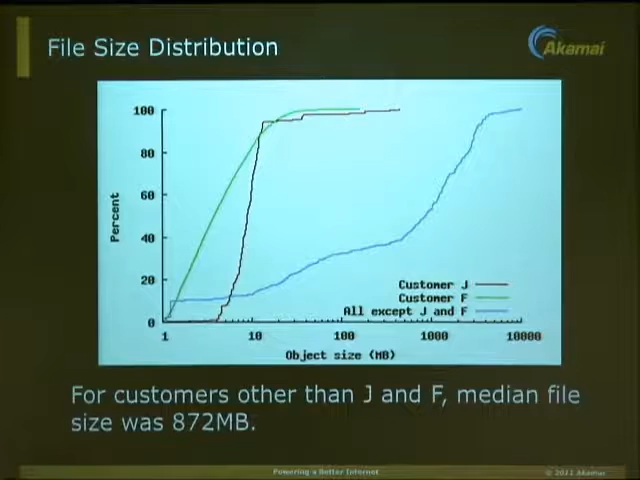 File Size Distribution
Akamai
100
80
60
40
20
0
Percent
Customer J
Customer F
All except J and F
1 10 100 1000 10000
Object size (MB)
For customers other than J and F, median file
size was 872MB.
Powering a Better Internet
© 2012 Akamai